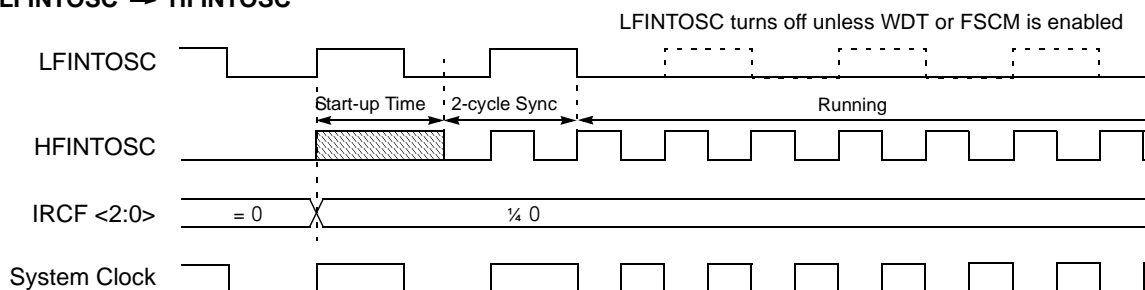 LFINTOSC → HFINTOSC
LFINTOSC turns off unless WDT or FSCM is enabled
LFINTOSC
Start-up Time
2-cycle Sync
Running
HFINTOSC
IRCF <2:0>
= 0
¼ 0
System Clock